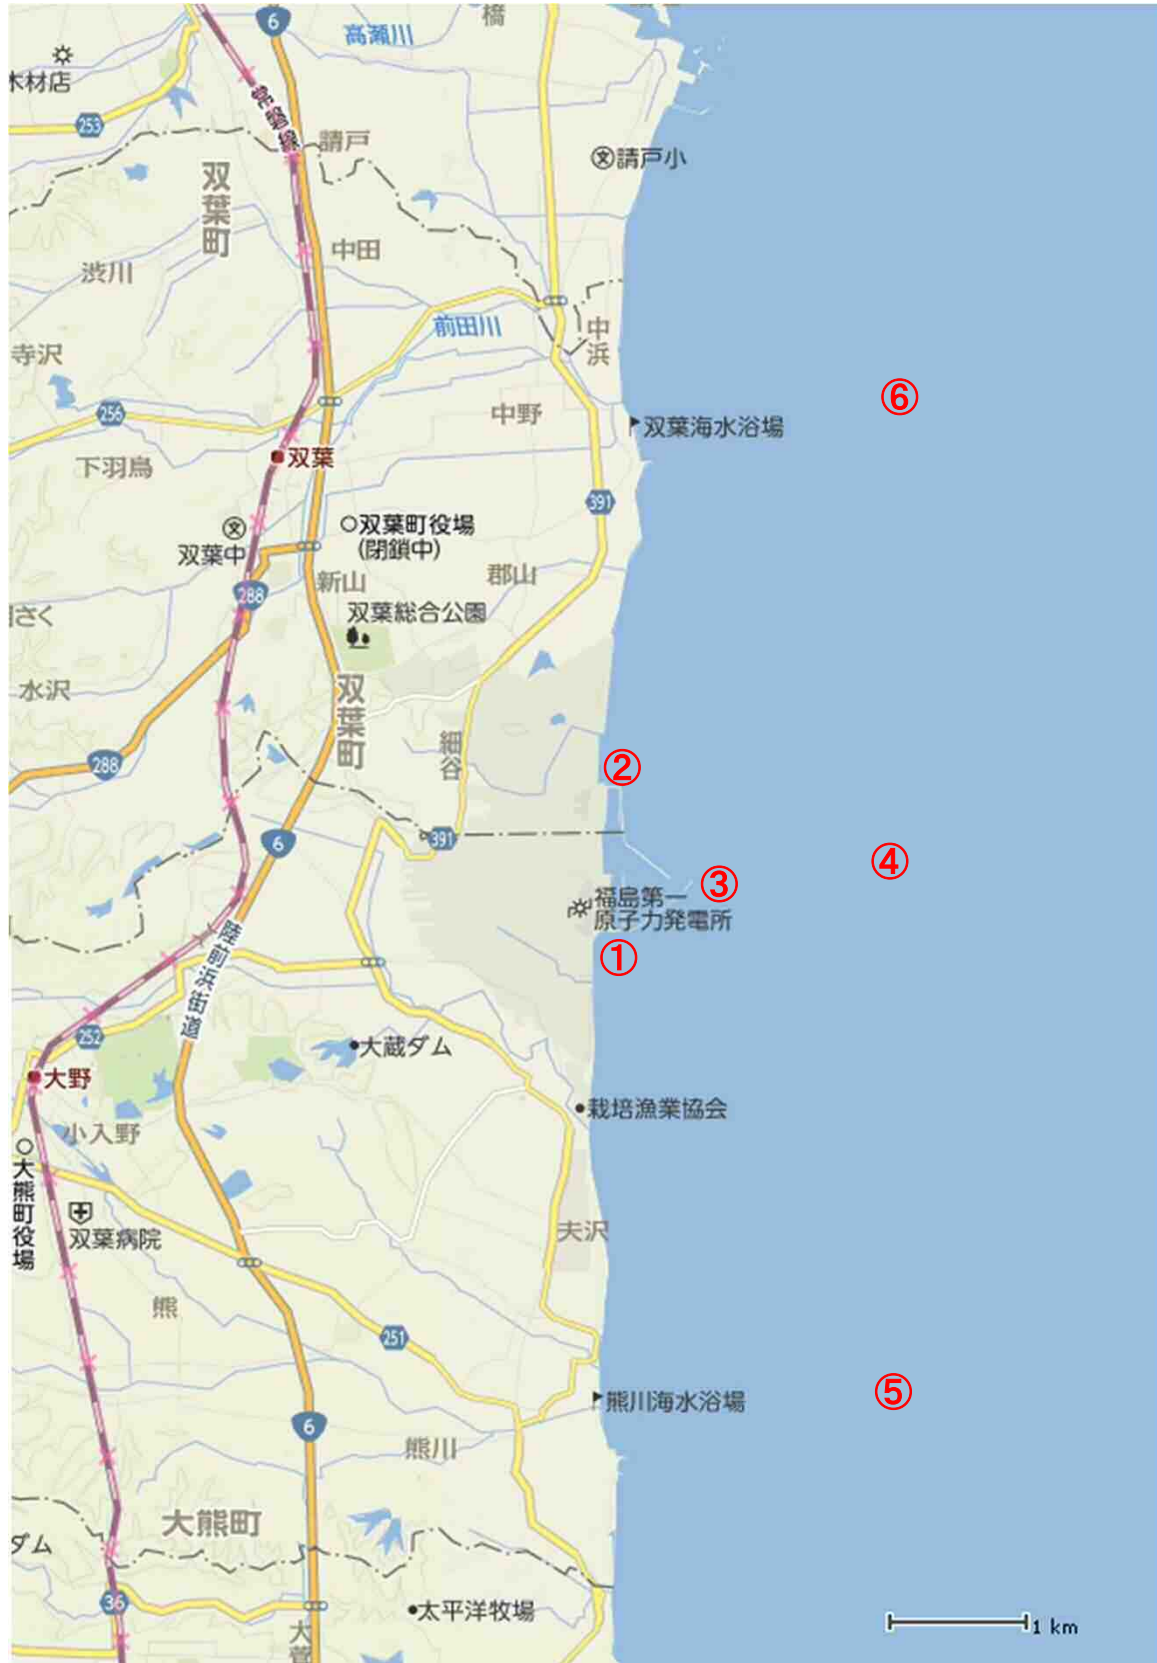 橋
6
高瀬川
木材店
253
常磐線
請戸
請戸小
双葉町
中田
渋川
前田川
中浜
寺沢
⑥
256
中野
双葉海水浴場
双葉
下羽鳥
391
双葉町役場
(閉鎖中)
双葉中
新山
郡山
288
さく
双葉総合公園
水沢
双葉町
細谷
②
288
391
6
④
③
福島第一
原子力発電所
①
陸前浜街道
252
大蔵ダム
大野
栽培漁業協会
小入野
大熊町役場
双葉病院
夫沢
熊
251
⑤
熊川海水浴場
6
熊川
大熊町
ダム
36
太平洋牧場
大菅
1 km